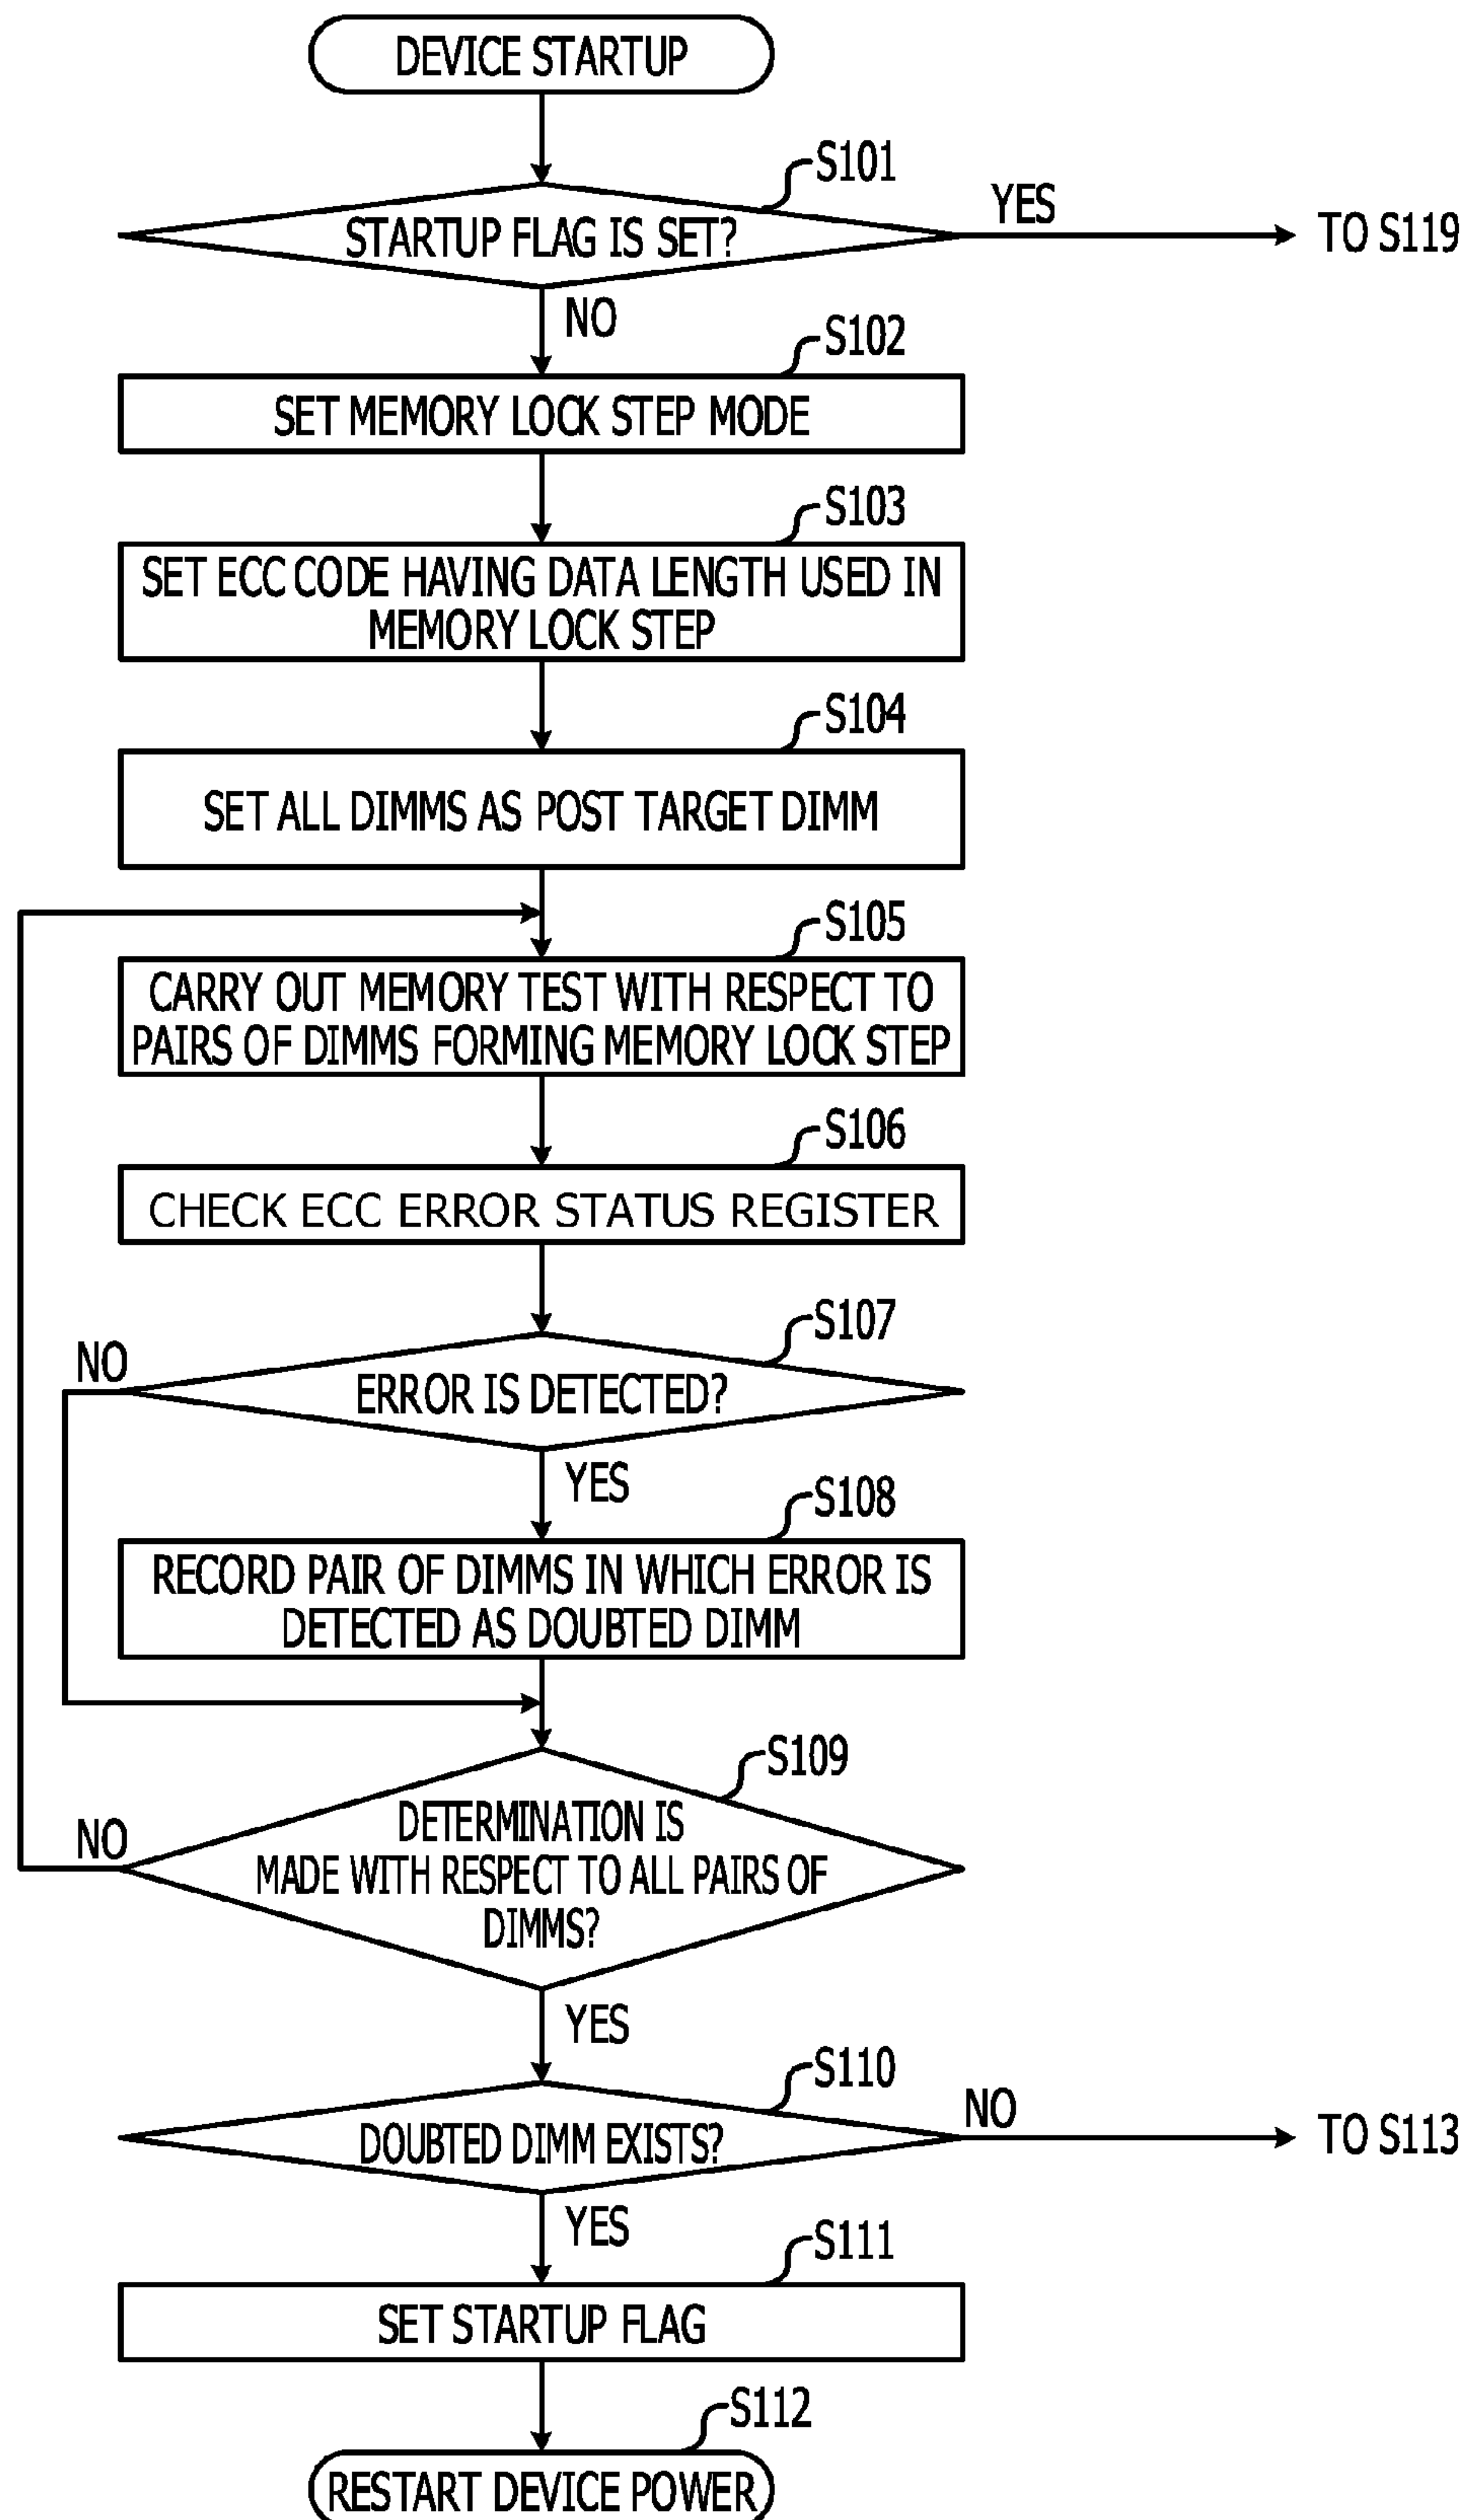 DEVICE STARTUP
S101
STARTUP FLAG IS SET?
YES
TO S119
NO
S102
SET MEMORY LOCK STEP MODE
S103
SET ECC CODE HAVING DATA LENGTH USED IN
MEMORY LOCK STEP
S104
SET ALL DIMMS AS POST TARGET DIMM
S105
CARRY OUT MEMORY TEST WITH RESPECT TO
PAIRS OF DIMMS FORMING MEMORY LOCK STEP
S106
CHECK ECC ERROR STATUS REGISTER
S107
NO
ERROR IS DETECTED?
YES
S108
RECORD PAIR OF DIMMS IN WHICH ERROR IS
DETECTED AS DOUBTED DIMM
S109
NO
DETERMINATION IS
MADE WITH RESPECT TO ALL PAIRS OF
DIMMS?
YES
S110
NO
DOUBTED DIMM EXISTS?
TO S113
YES
S111
SET STARTUP FLAG
S112
RESTART DEVICE POWER